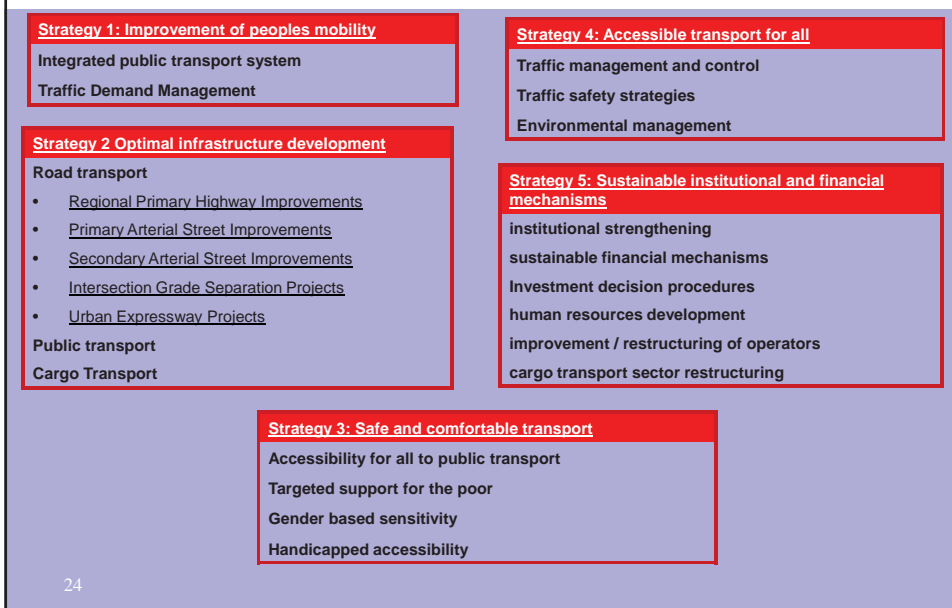 Strategy 1: Improvement of peoples mobility
Integrated public transport system
Traffic Demand Management
Strategy 2 Optimal infrastructure development
Road transport
• Regional Primary Highway Improvements
• Primary Arterial Street Improvements
• Secondary Arterial Street Improvements
• Intersection Grade Separation Projects
• Urban Expressway Projects
Public transport
Cargo Transport
Strategy 4: Accessible transport for all
Traffic management and control
Traffic safety strategies
Environmental management
Strategy 5: Sustainable institutional and financial
mechanisms
institutional strengthening
sustainable financial mechanisms
Investment decision procedures
human resources development
improvement / restructuring of operators
cargo transport sector restructuring
Strategy 3: Safe and comfortable transport
Accessibility for all to public transport
Targeted support for the poor
Gender based sensitivity
Handicapped accessibility
24